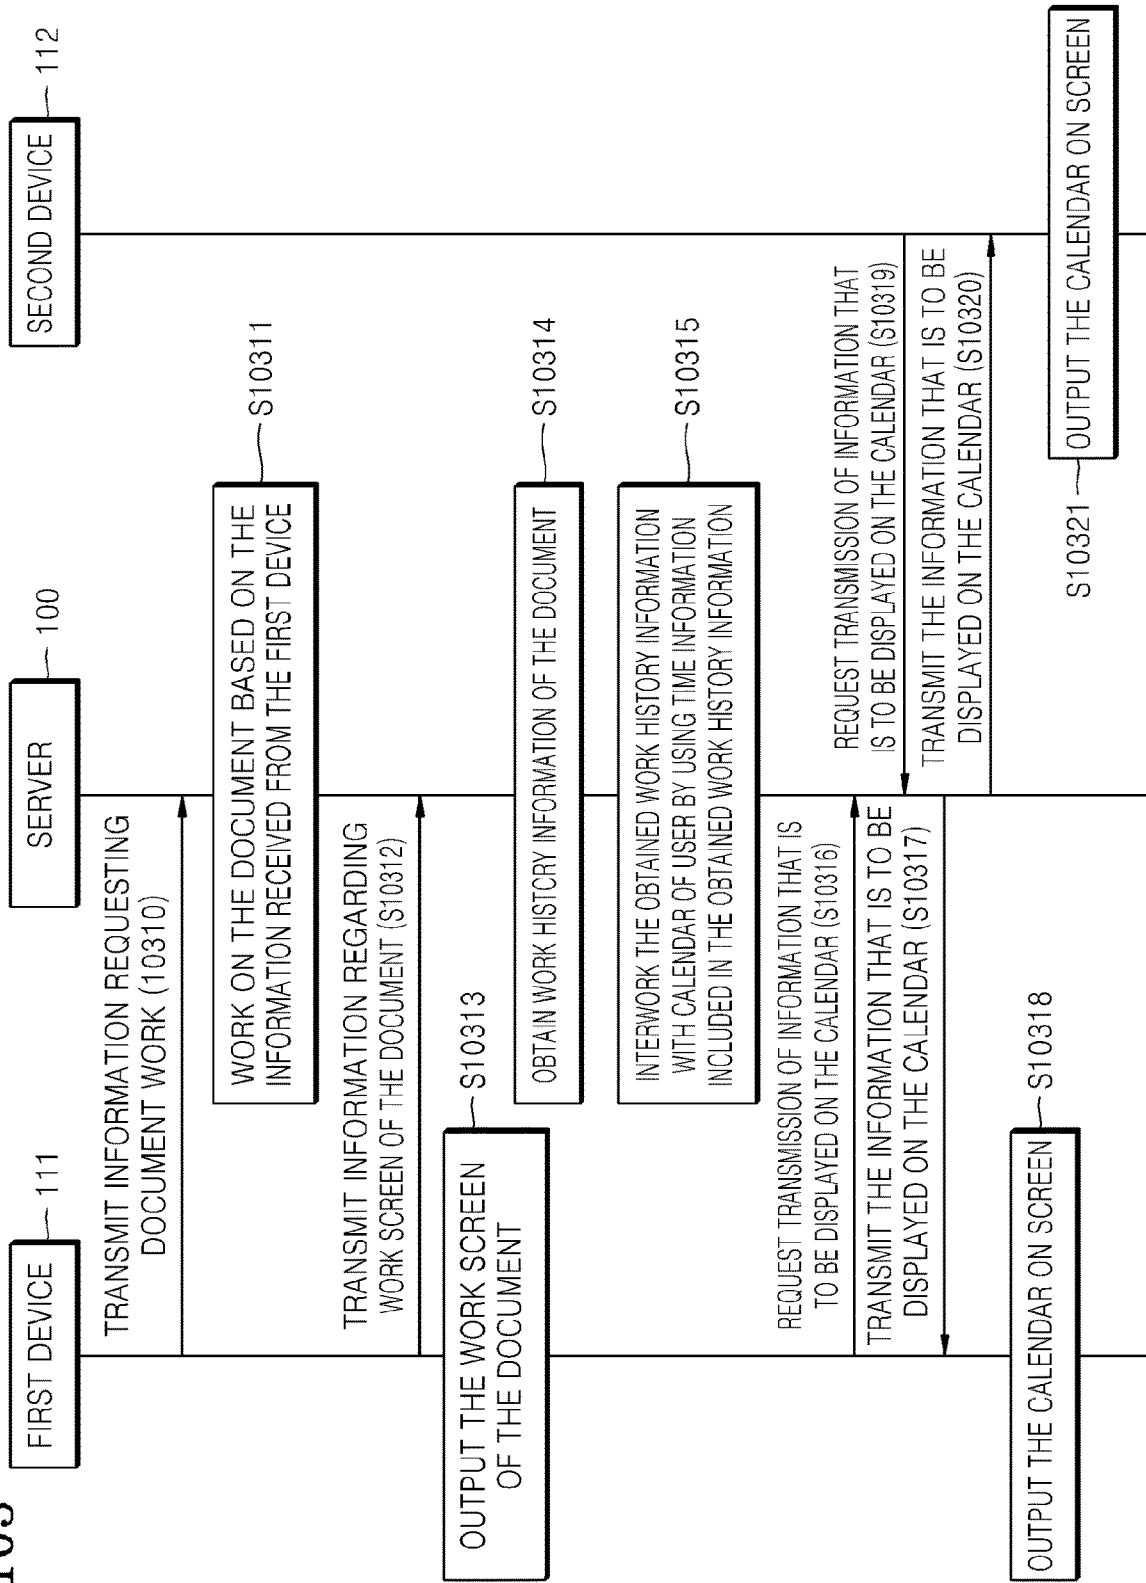 103
FIRST DEVICE
111
SERVER
100
SECOND DEVICE
112
TRANSMIT INFORMATION REQUESTING
DOCUMENT WORK (10310)
WORK ON THE DOCUMENT BASED ON THE
INFORMATION RECEIVED FROM THE FIRST DEVICE
S10311
TRANSMIT INFORMATION REGARDING
WORK SCREEN OF THE DOCUMENT (S10312)
OUTPUT THE WORK SCREEN
OF THE DOCUMENT
S10313
OBTAIN WORK HISTORY INFORMATION OF THE DOCUMENT
S10314
INTERWORK THE OBTAINED WORK HISTORY INFORMATION
WITH CALENDAR OF USER BY USING TIME INFORMATION
INCLUDED IN THE OBTAINED WORK HISTORY INFORMATION
S10315
REQUEST TRANSMISSION OF INFORMATION THAT IS
TO BE DISPLAYED ON THE CALENDAR (S10316)
TRANSMIT THE INFORMATION THAT IS TO BE
DISPLAYED ON THE CALENDAR (S10317)
OUTPUT THE CALENDAR ON SCREEN
S10318
REQUEST TRANSMISSION OF INFORMATION THAT
IS TO BE DISPLAYED ON THE CALENDAR (S10319)
TRANSMIT THE INFORMATION THAT IS TO BE
DISPLAYED ON THE CALENDAR (S10320)
S10321
OUTPUT THE CALENDAR ON SCREEN